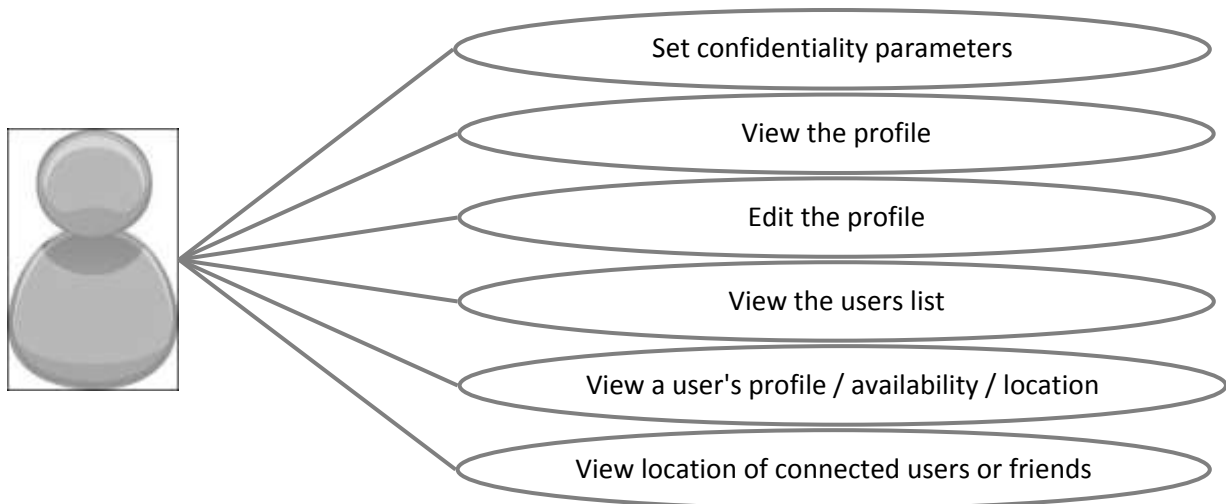 Set confidentiality parameters
View the profile
Edit the profile
View the users list
View a user's profile / availability / location
View location of connected users or friends